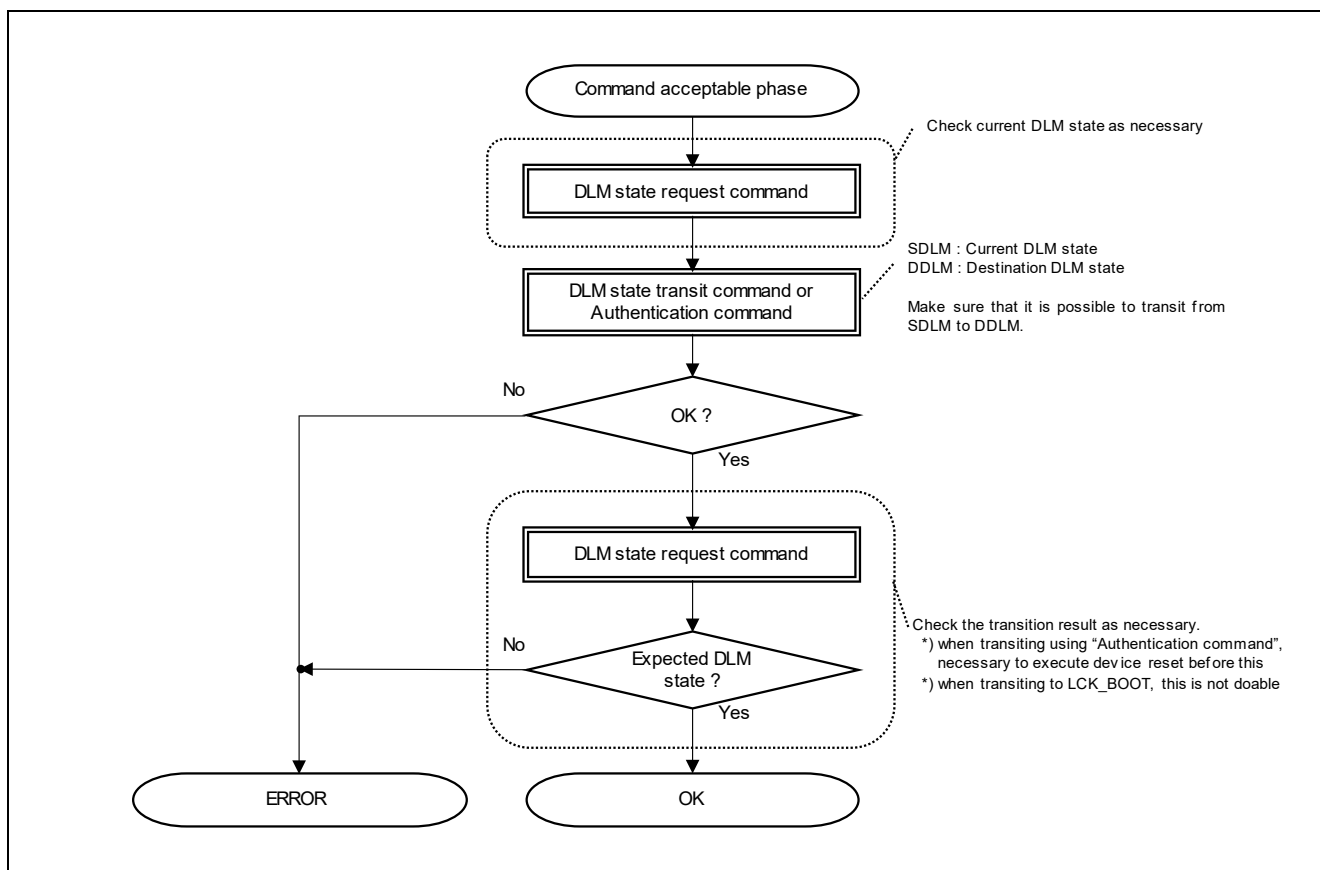 Command acceptable phase
Check current DLM state as necessary
DLM state request command
SDLM : Current DLM state
DDLM : Destination DLM state
DLM state transit command or
Authentication command
Make sure that it is possible to transit from
SDLM to DDLM.
No
OK ?
Yes
DLM state request command
Check the transition result as necessary.
*) when transiting using “Authentication command”,
necessary to execute device reset before this
*) when transiting to LCK_BOOT, this is not doable
No
Expected DLM
state ?
Yes
ERROR
OK